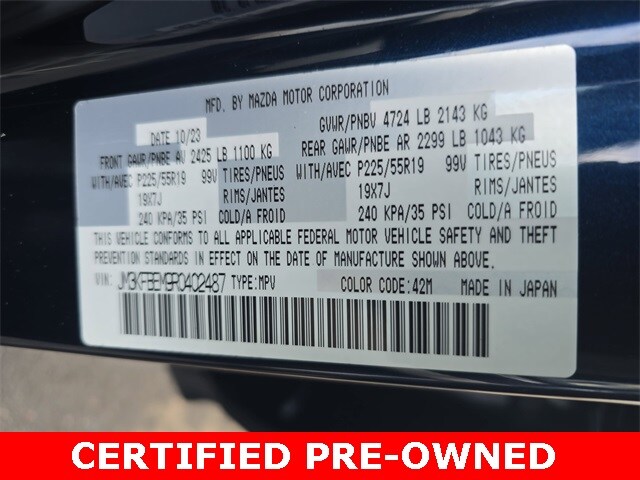 MFD. BY MAZDA MOTOR CORPORATION
DATE 10/23 GVWR/PNBV 4724 LB 2143 KG
FRONT GAWR/PNBE AV 2425 LB 1100 KG REAR GAWR/PNBE AR 2299 LB 1043 KG
WITH/AVEC P225/55R19 99V TIRES/PNEUS WITH/AVEC P225/55R19 99V TIRES/PNEUS
19X7J RIMS/JANTES 19X7J RIMS/JANTES
240 KPA/35 PSI COLD/A FROID 240 KPA/35 PSI COLD/A FROID
THIS VEHICLE CONFORMS TO ALL APPLICABLE FEDERAL MOTOR VEHICLE SAFETY AND THEFT
PREVENTION STANDARDS IN EFFECT ON THE DATE OF MANUFACTURE SHOWN ABOVE.
VIN: JM3KFBEM9R0402487 TYPE:MPV COLOR CODE:42M MADE IN JAPAN
CERTIFIED PRE-OWNED